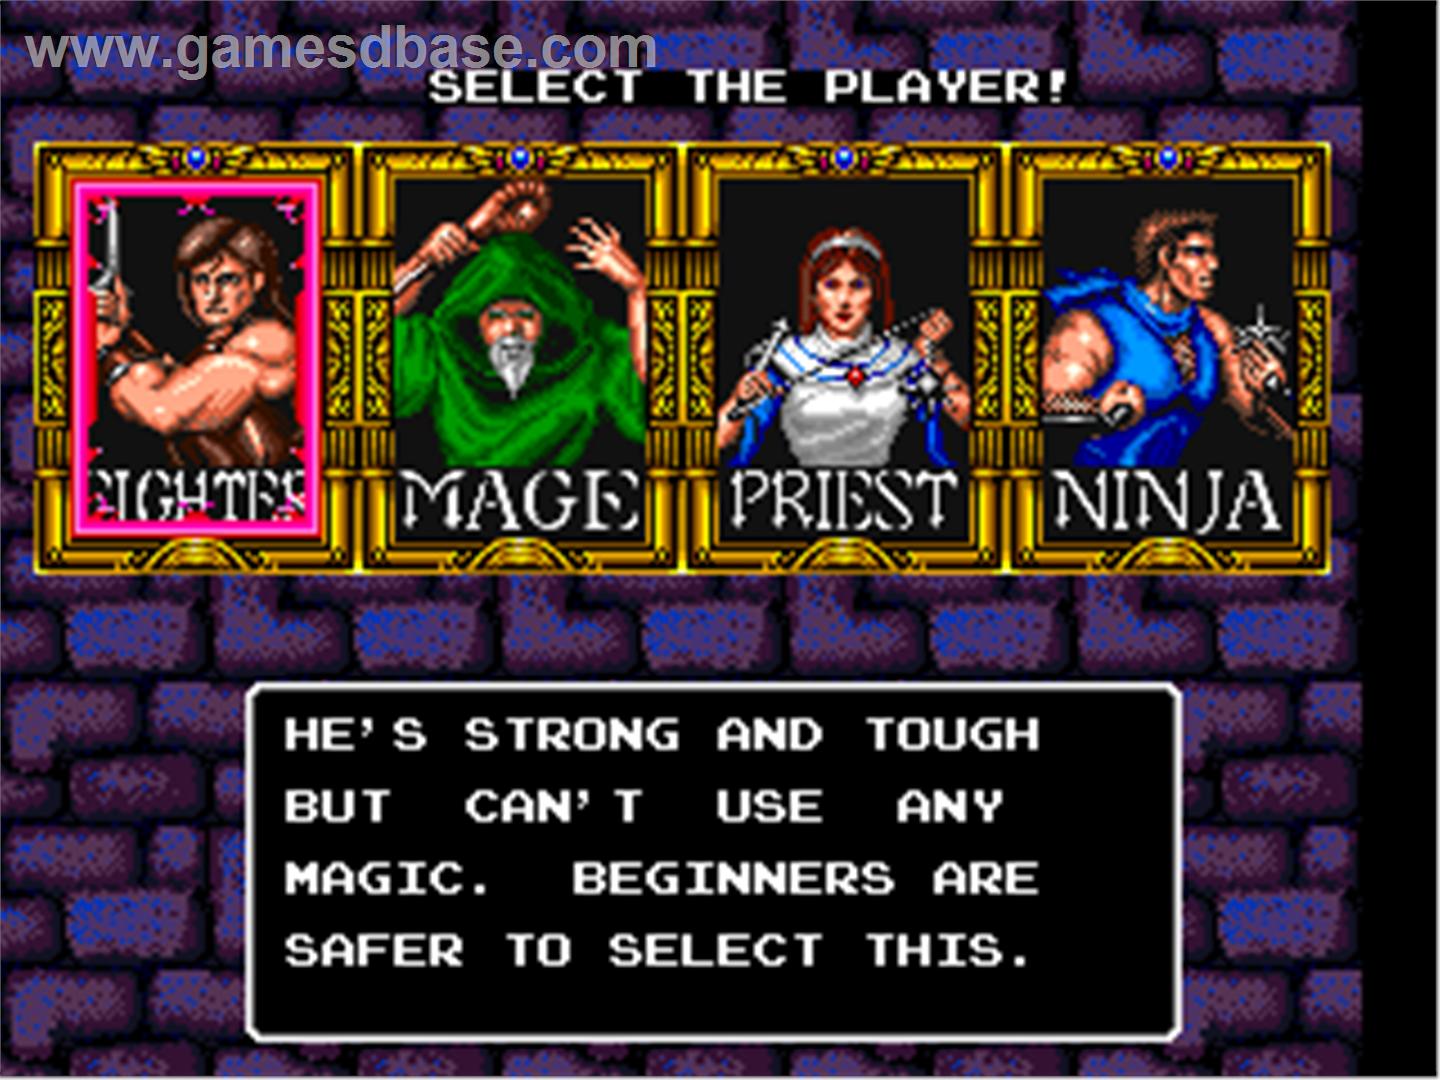 www.gamesdbase.com
SELECT THE PLAYER!
FIGHTER MAGE PRIEST NINJA
HE'S STRONG AND TOUGH
BUT CAN'T USE ANY
MAGIC. BEGINNERS ARE
SAFER TO SELECT THIS.